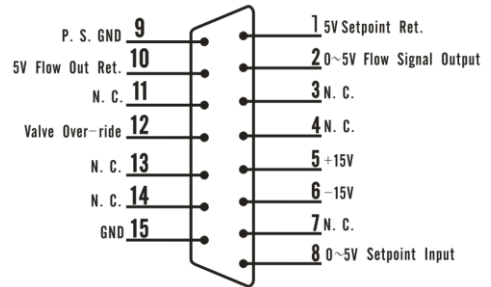 P. S. GND 9
5V Flow Out Ret. 10
N. C. 11
Valve Over-ride 12
N. C. 13
N. C. 14
GND 15
1 5V Setpoint Ret.
2 0~5V Flow Signal Output
3 N. C.
4 N. C.
5 +15V
6 -15V
7 N. C.
8 0~5V Setpoint Input